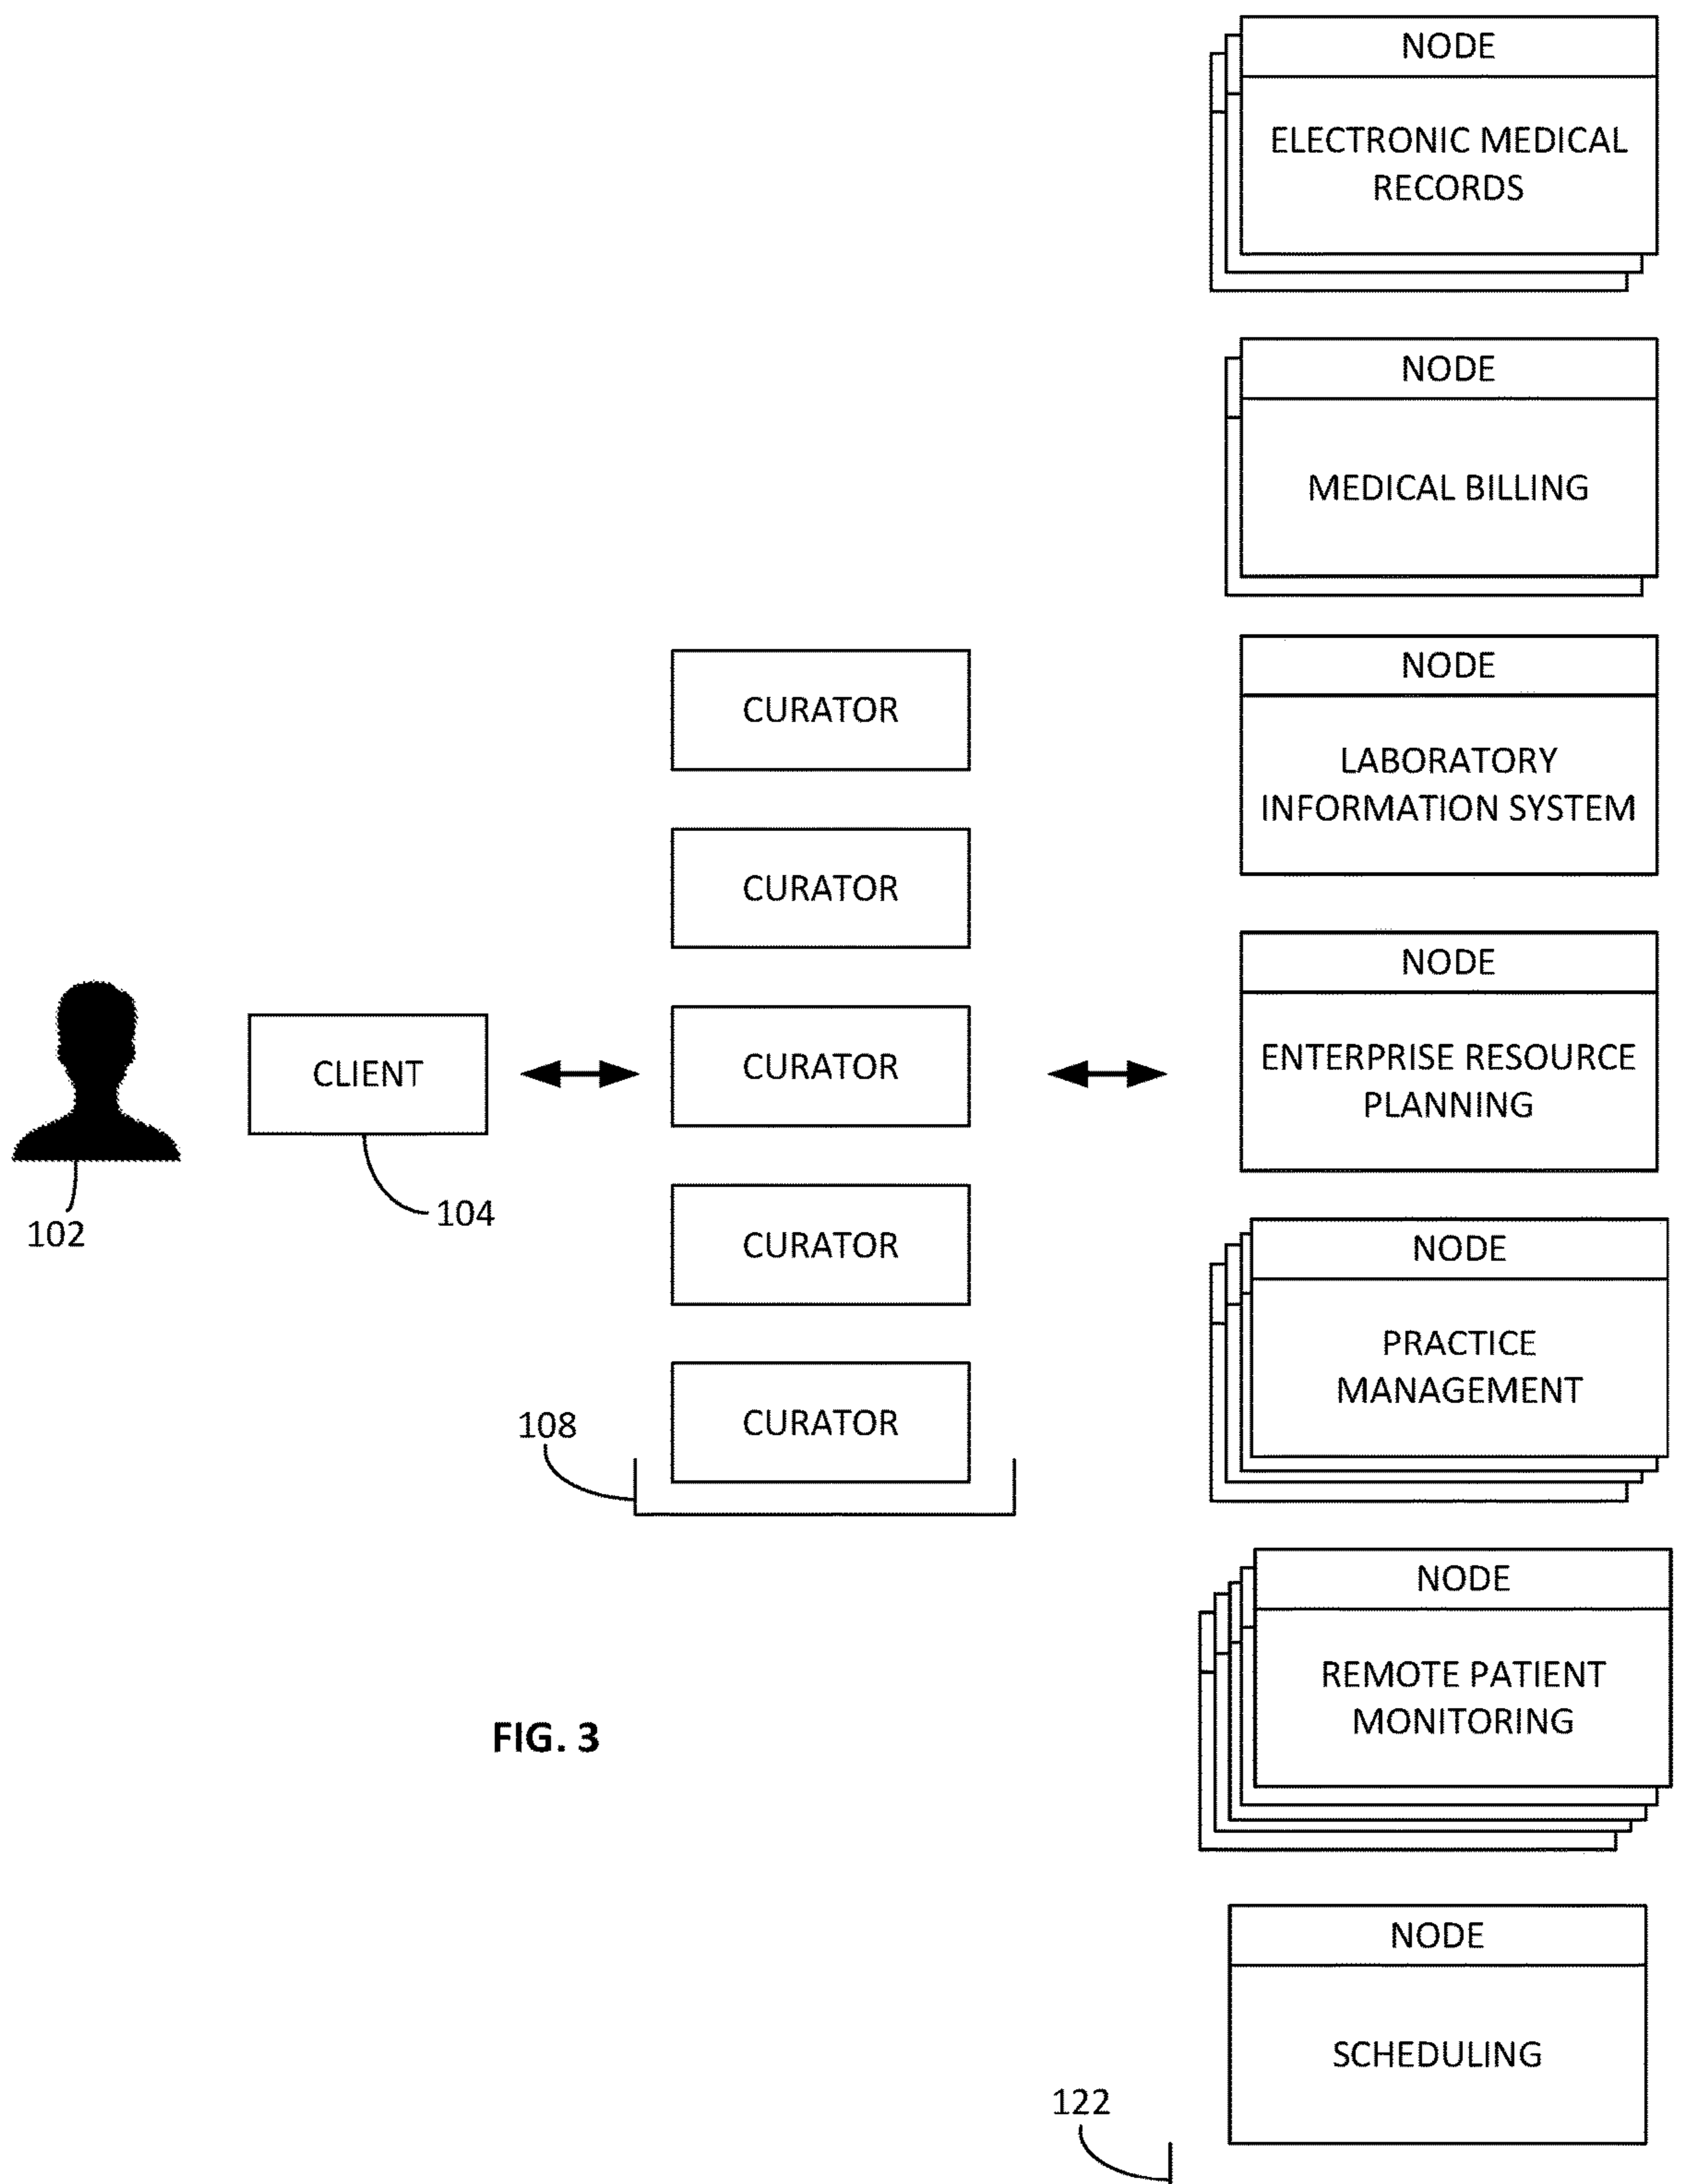 NODE
ELECTRONIC MEDICAL
RECORDS
NODE
MEDICAL BILLING
NODE
LABORATORY
INFORMATION SYSTEM
NODE
ENTERPRISE RESOURCE
PLANNING
NODE
PRACTICE
MANAGEMENT
NODE
REMOTE PATIENT
MONITORING
NODE
SCHEDULING
122
CURATOR
CURATOR
CURATOR
CURATOR
CURATOR
108
CLIENT
104
102
FIG. 3